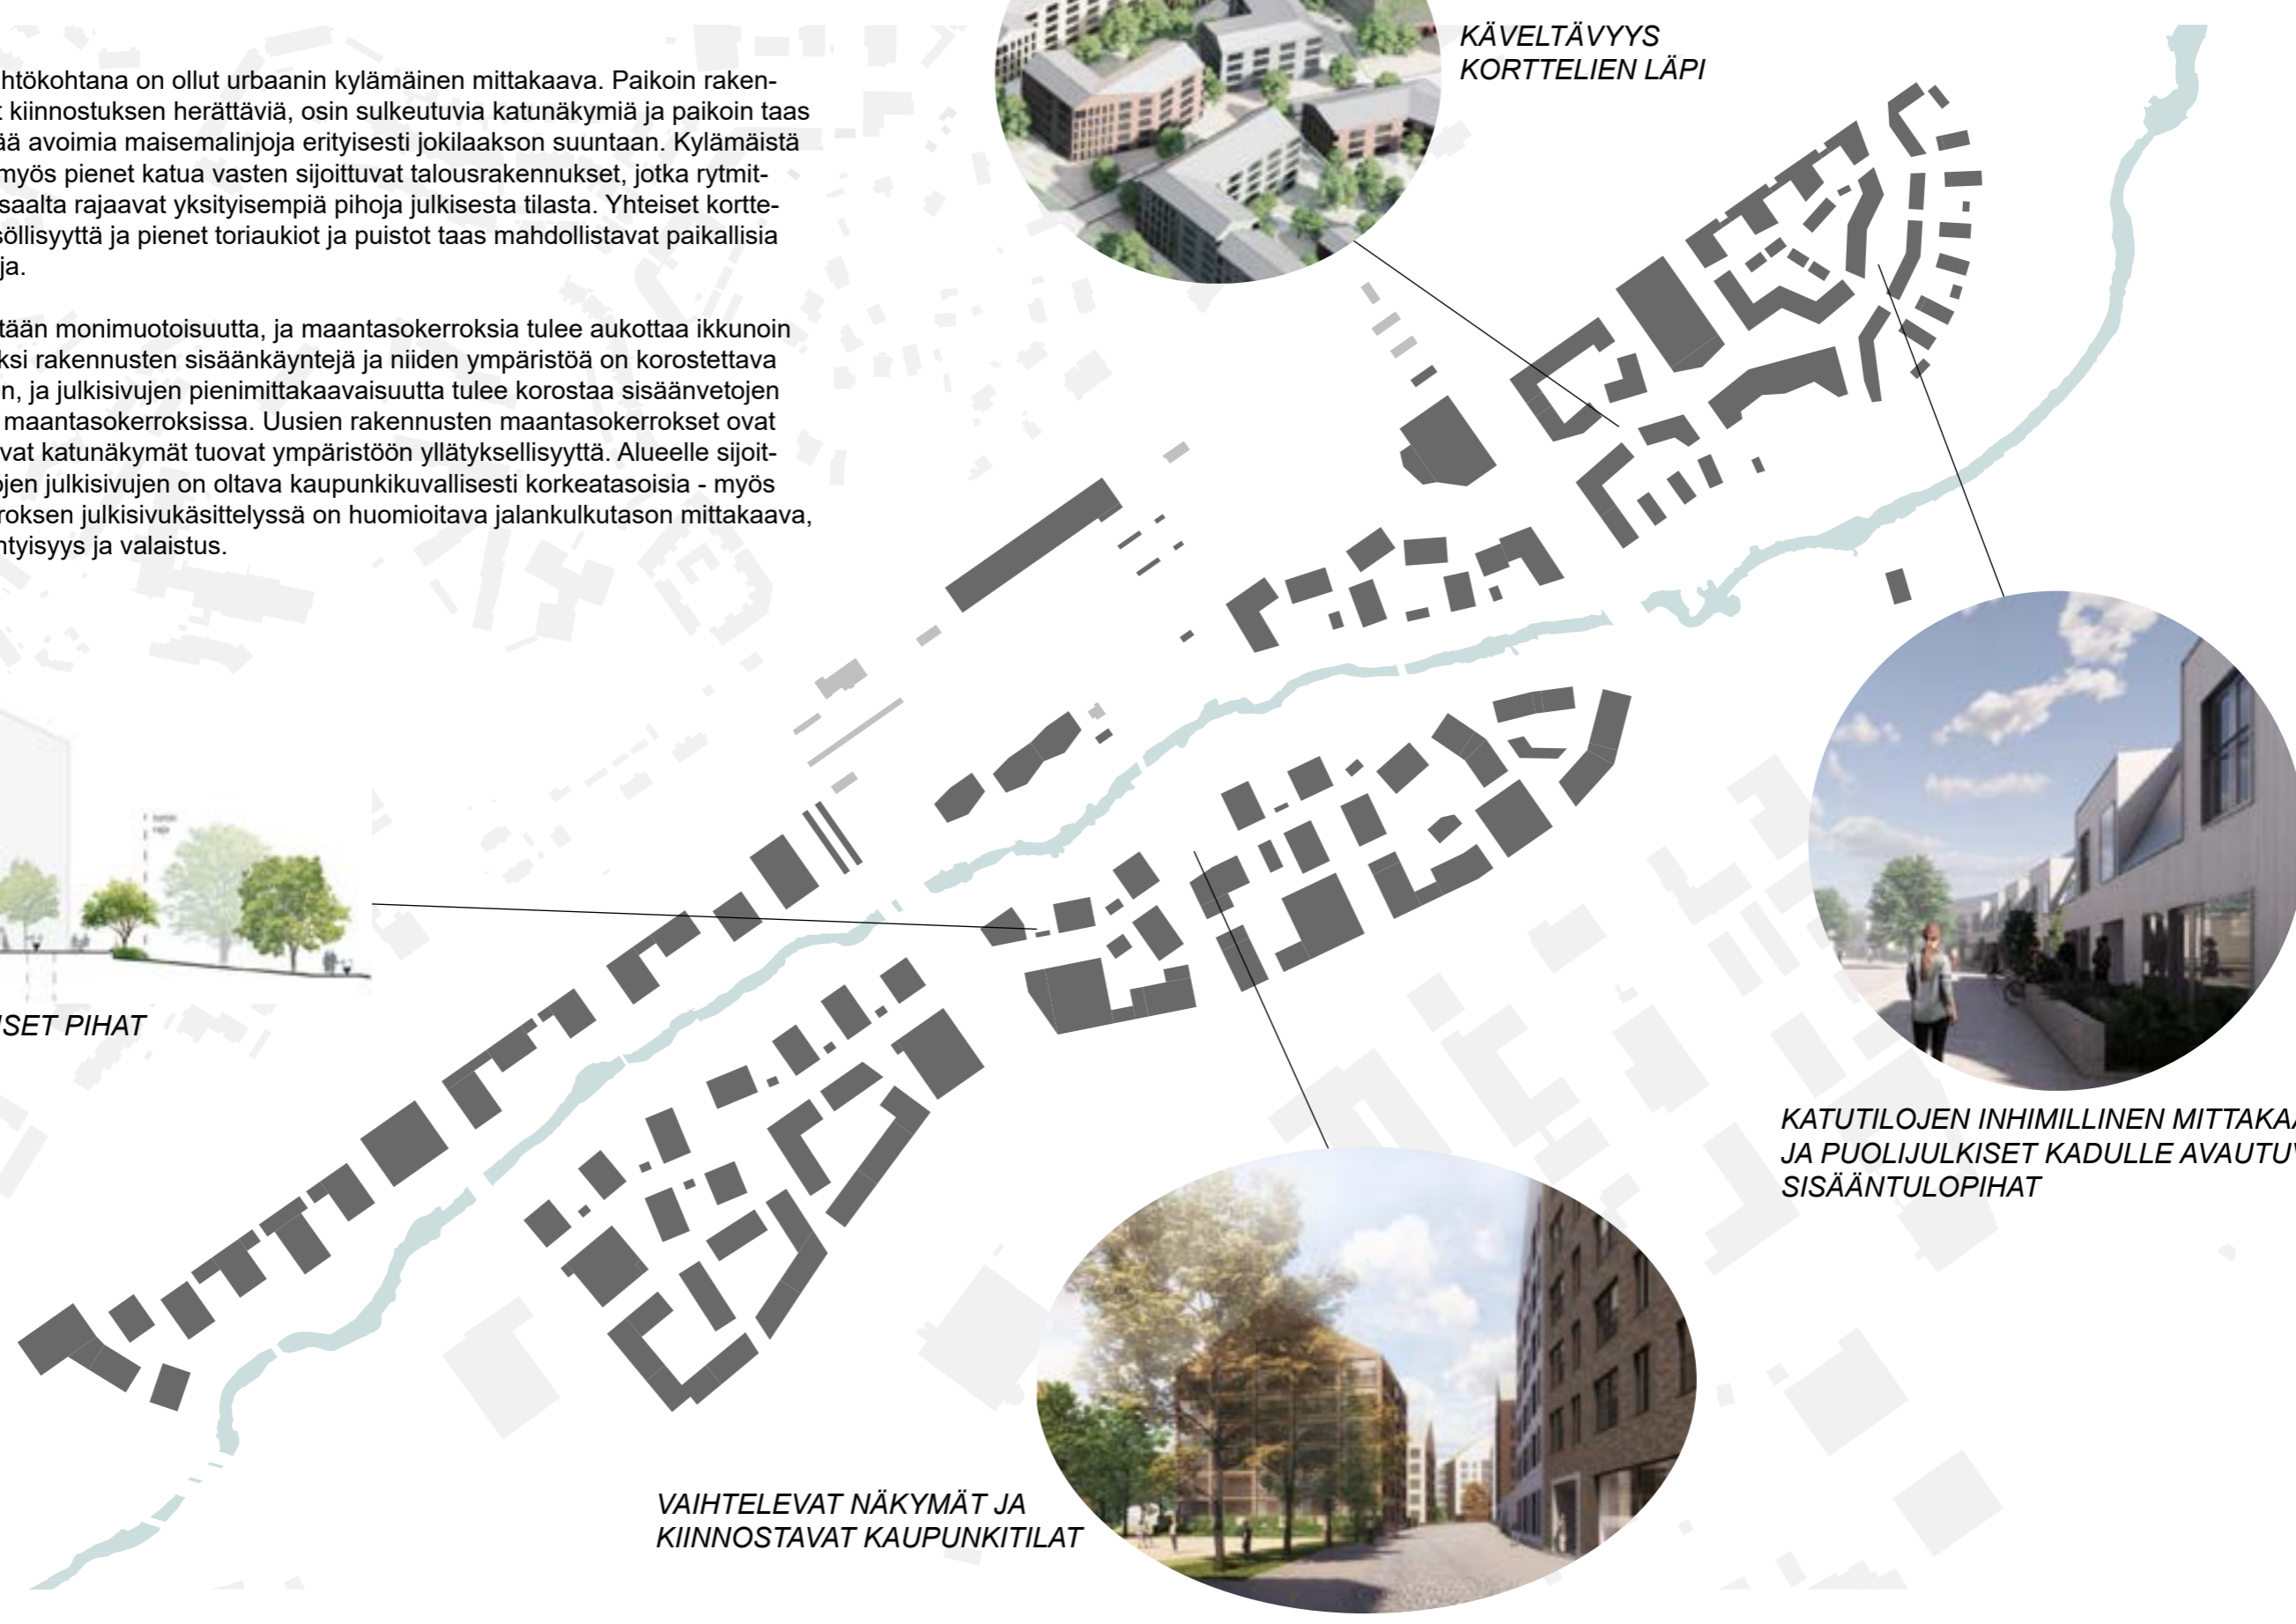 htökohtana on ollut urbaanin kylämäinen mittakaava. Paikoin raken-
t kiinnostuksen herättäviä, osin sulkeutuvia katunäkymiä ja paikoin taas
ää avoimia maisemalinjoja erityisesti jokilaakson suuntaan. Kylämäistä
myös pienet katua vasten sijoittuvat talousrakennukset, jotka rytmit-
saalta rajaavat yksityisempiä pihoja julkisesta tilasta. Yhteiset kortte-
söllisyyttä ja pienet toriaukiot ja puistot taas mahdollistavat paikallisia
ja.
tään monimuotoisuutta, ja maantasokerroksia tulee aukottaa ikkunoin
ksi rakennusten sisäänkäyntejä ja niiden ympäristöä on korostettava
n, ja julkisivujen pienimittakaavaisuutta tulee korostaa sisäänvetojen
maantasokerroksissa. Uusien rakennusten maantasokerrokset ovat
vat katunäkymät tuovat ympäristöön yllätyksellisyyttä. Alueelle sijoit-
ojen julkisivujen on oltava kaupunkikuvallisesti korkeatasoisia - myös
roksen julkisivukäsittelyssä on huomioitava jalankulkutason mittakaava,
ntyisyys ja valaistus.
KÄVELTÄVYYS
KORTTELIEN LÄPI
ISET PIHAT
KATUTILOJEN INHIMILLINEN MITTAKAA
JA PUOLIJULKISET KADULLE AVAUTUV
SISÄÄNTULOPIHAT
VAIHTELEVAT NÄKYMÄT JA
KIINNOSTAVAT KAUPUNKITILAT